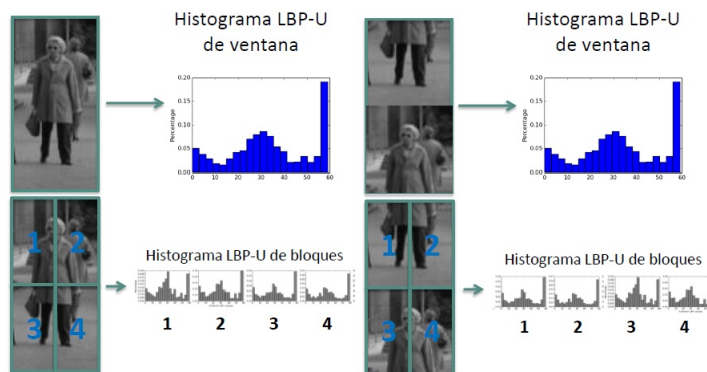 Histograma LBP-U
de ventana
Percentage
0.20
0.15
0.10
0.05
0.00
0 10 20 30 40 50 60
1 2
3 4
Histograma LBP-U de bloques
1 2 3 4
Histograma LBP-U
de ventana
Percentage
0.20
0.15
0.10
0.05
0.00
0 10 20 30 40 50 60
1 2
3 4
Histograma LBP-U de bloques
1 2 3 4